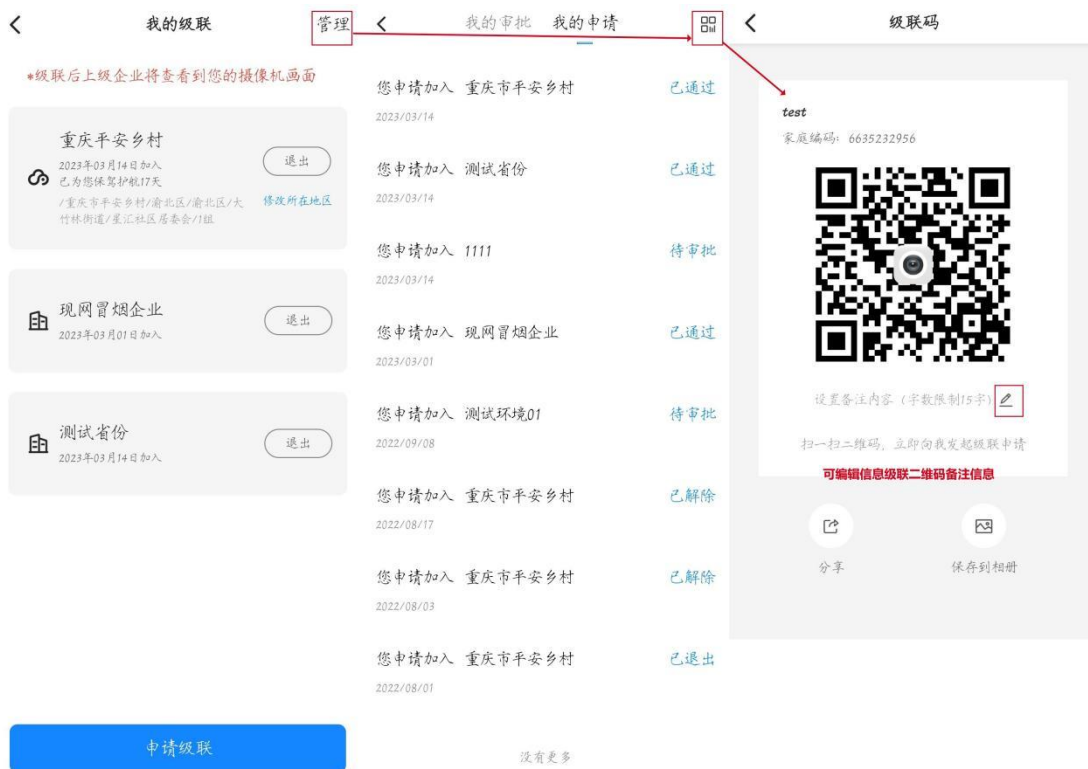 我的级联
管理
*级联后上级企业将查看到您的摄像机画面
重庆平安乡村
2023年03月14日加入
已为您保驾护航17天
/重庆市平安乡村/渝北区/渝北区/大
竹林街道/星汇社区居委会/1组
退出
修改所在地区
现网冒烟企业
2023年03月01日加入
退出
测试省份
2023年03月14日加入
退出
申请级联
我的审批 我的申请
您申请加入 重庆市平安乡村 已通过
2023/03/14
您申请加入 测试省份 已通过
2023/03/14
您申请加入 1111 待审批
2023/03/14
您申请加入 现网冒烟企业 已通过
2023/03/01
您申请加入 测试环境01 待审批
2022/09/08
您申请加入 重庆市平安乡村 已解除
2022/08/17
您申请加入 重庆市平安乡村 已解除
2022/08/03
您申请加入 重庆市平安乡村 已退出
2022/08/01
没有更多
级联码
test
家庭编码: 6635232956
设置备注内容（字数限制15字）
扫一扫二维码，立即向我发起级联申请
可编辑信息级联二维码备注信息
分享
保存到相册